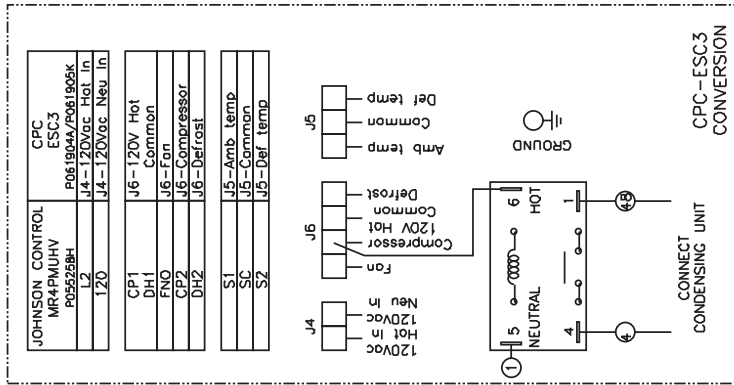 JOHNSON CONTROL
MR4PMUHV
P05525BH
CPC
ESC3
P061904A/P061905K
L2
J4-120Vac Hot In
120
J4-120Vac Neu In
CP1
DH1
J6-120V Hot
Common
FNO
J6-Fan
CP2
J6-Compressor
DH2
J6-Defrast
S1
J5-Amb temp
SC
J5-Camman
S2
J5-Def temp
J4
120Vac
Hot In
120Vac
Neu In
J6
Fan
Compressor
120V Hot
Common
Defrost
J5
Amb temp
Common
Def temp
GROUND
1
5
NEUTRAL
6
HOT
4
1
4
4B
CONNECT
CONDENSING UNIT
CPC-ESC3
CONVERSION